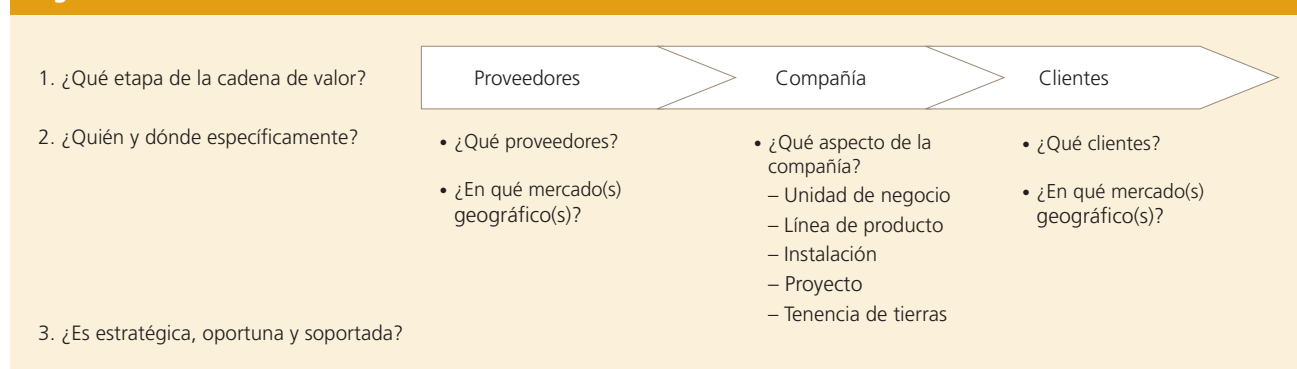 1. ¿Qué etapa de la cadena de valor?
Proveedores
Compañía
Clientes
2. ¿Quién y dónde específicamente?
• ¿Qué proveedores?
• ¿En qué mercado(s)
geográfico(s)?
• ¿Qué aspecto de la
compañía?
– Unidad de negocio
– Línea de producto
– Instalación
– Proyecto
– Tenencia de tierras
• ¿Qué clientes?
• ¿En qué mercado(s)
geográfico(s)?
3. ¿Es estratégica, oportuna y soportada?